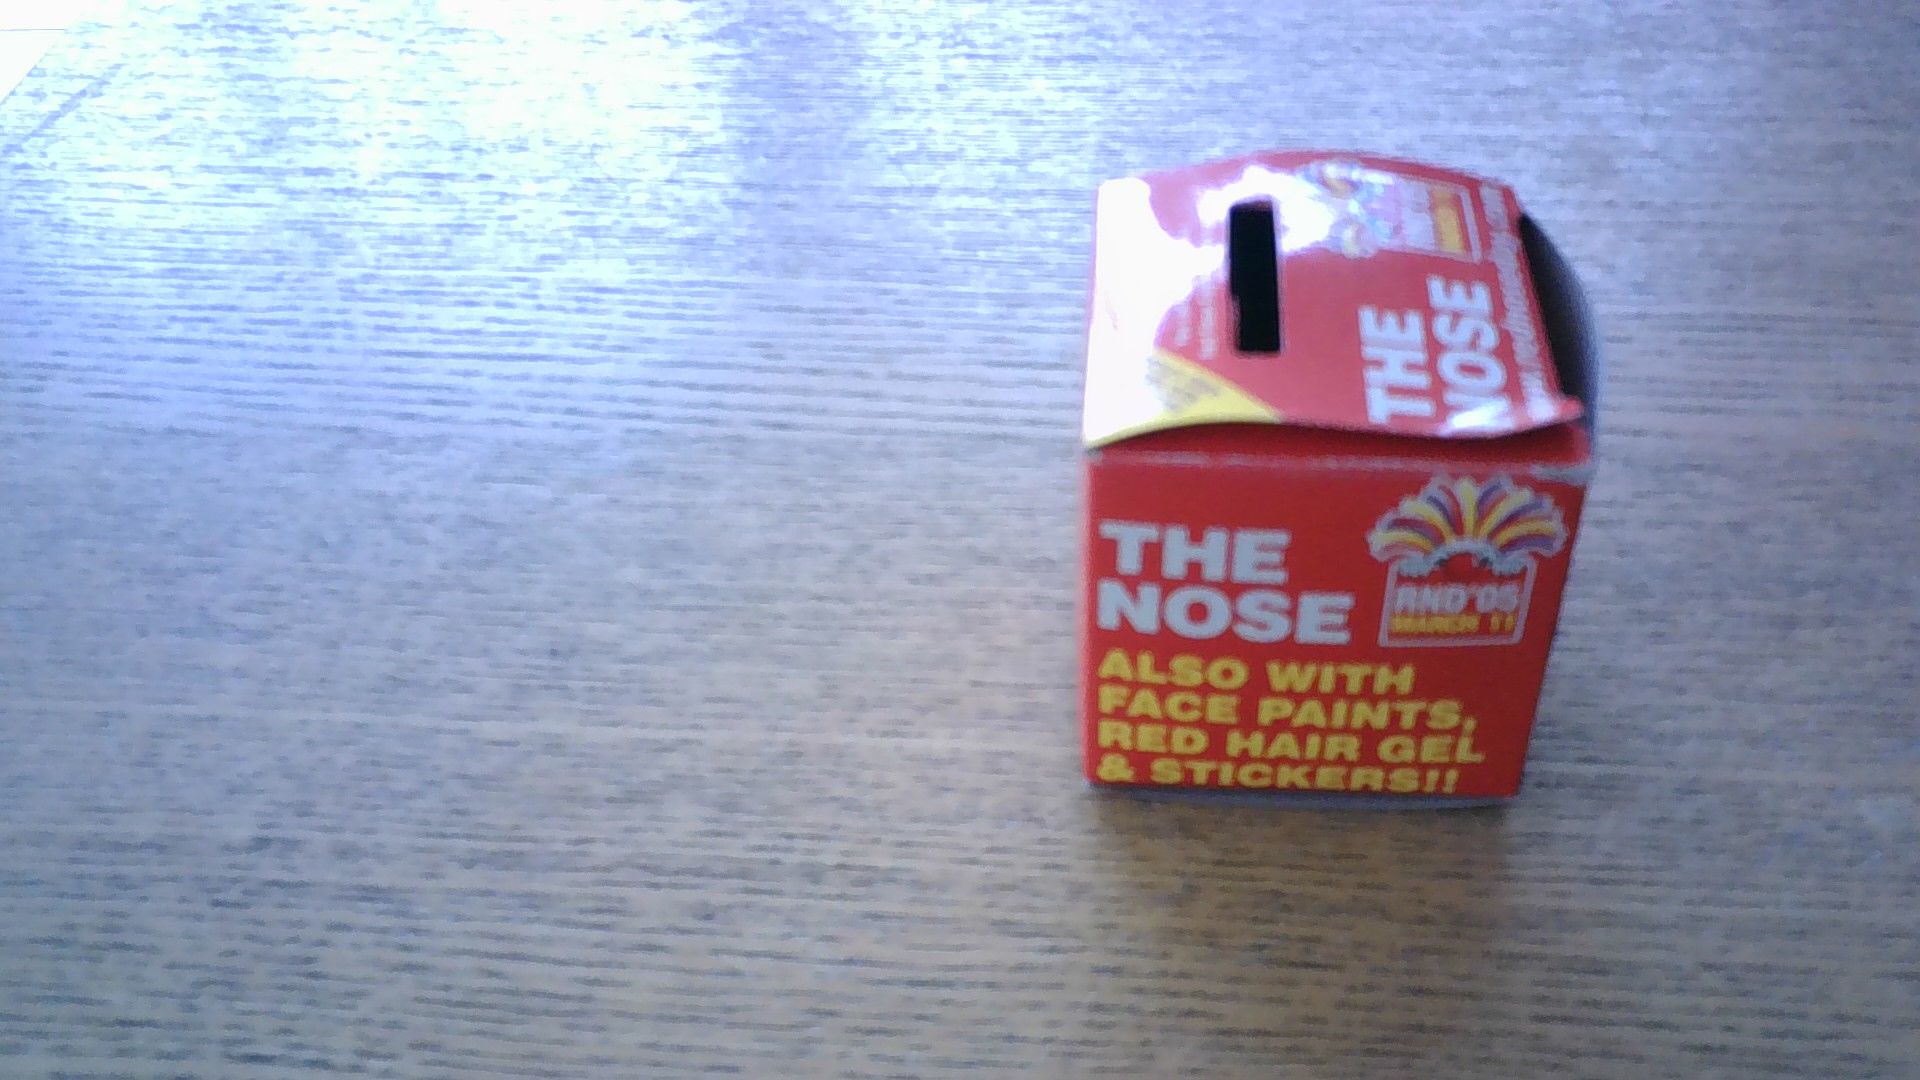 THE
NOSE
THE
NOSE
RND'05
MARCH 11
ALSO WITH
FACE PAINTS,
RED HAIR GEL
& STICKERS!!